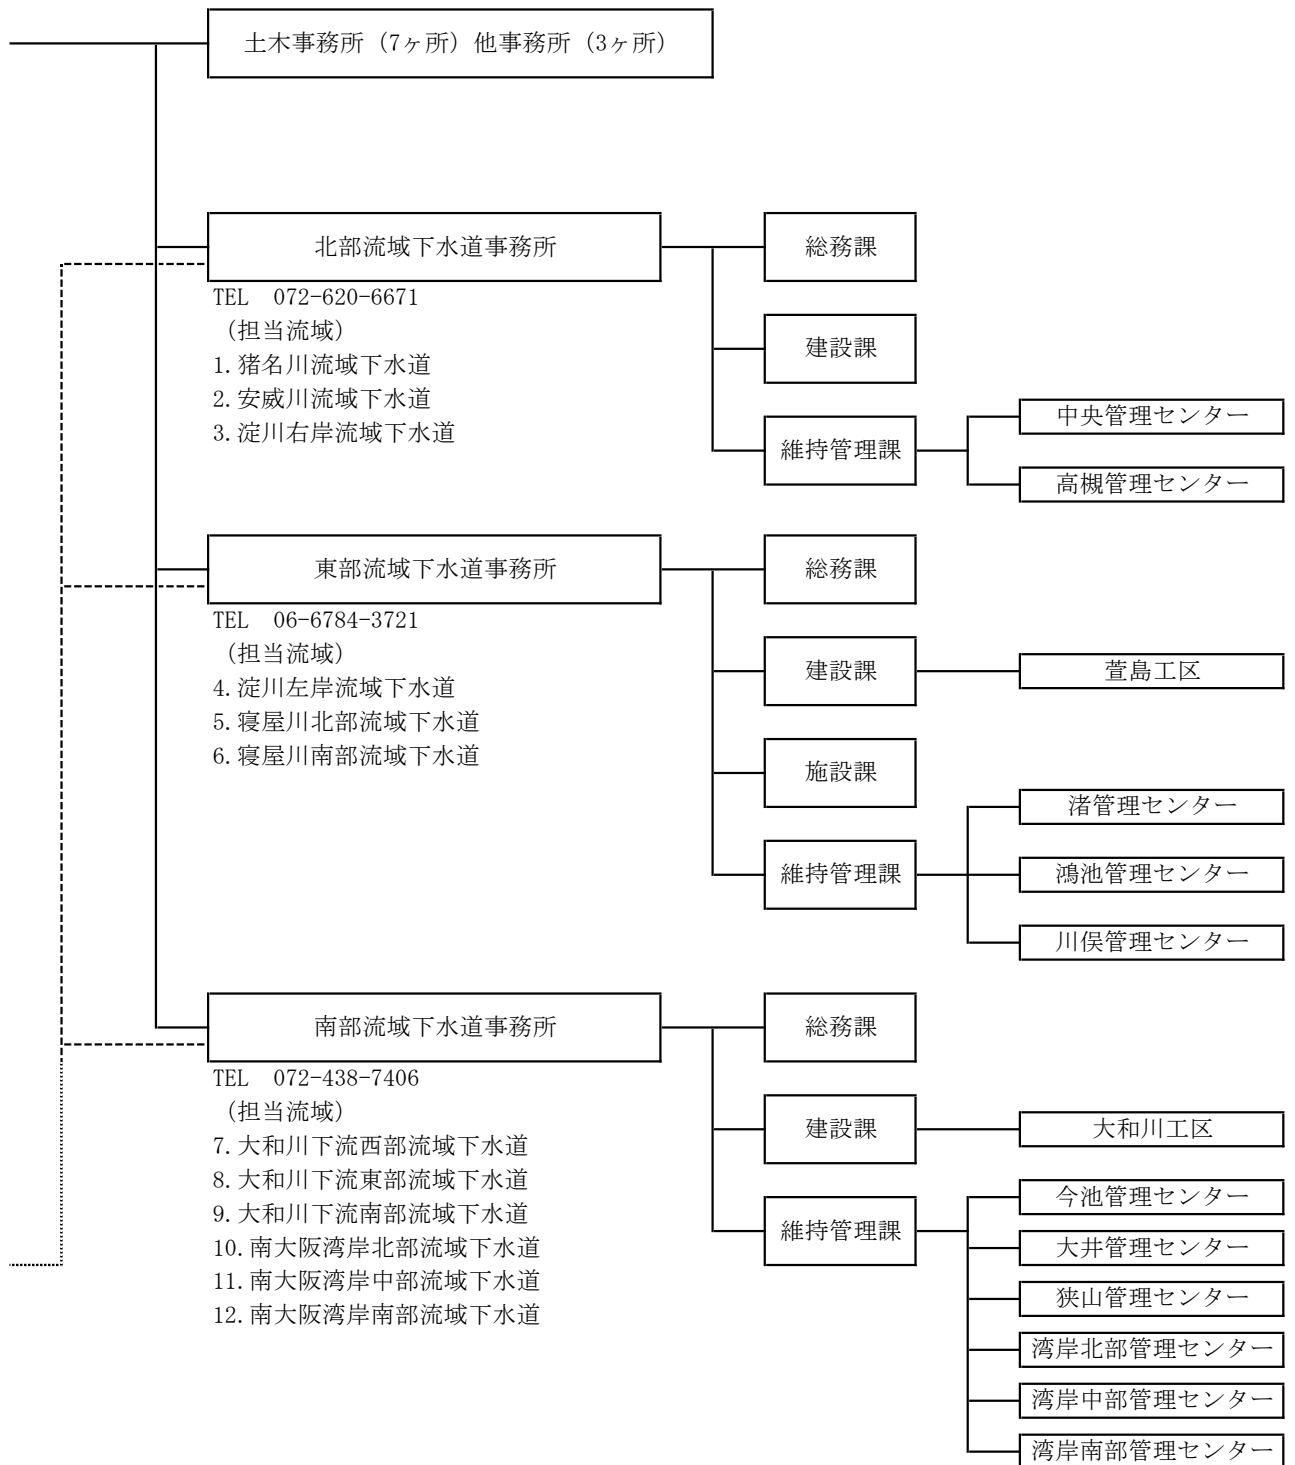 土木事務所（7ヶ所）他事務所（3ヶ所）
北部流域下水道事務所
総務課
TEL　072-620-6671
（担当流域）
1.猪名川流域下水道
2.安威川流域下水道
3.淀川右岸流域下水道
建設課
維持管理課
中央管理センター
高槻管理センター
東部流域下水道事務所
総務課
TEL　06-6784-3721
（担当流域）
4.淀川左岸流域下水道
5.寝屋川北部流域下水道
6.寝屋川南部流域下水道
建設課
萱島工区
施設課
維持管理課
渚管理センター
鴻池管理センター
川俣管理センター
南部流域下水道事務所
総務課
TEL　072-438-7406
（担当流域）
7.大和川下流西部流域下水道
8.大和川下流東部流域下水道
9.大和川下流南部流域下水道
10.南大阪湾岸北部流域下水道
11.南大阪湾岸中部流域下水道
12.南大阪湾岸南部流域下水道
建設課
大和川工区
維持管理課
今池管理センター
大井管理センター
狭山管理センター
湾岸北部管理センター
湾岸中部管理センター
湾岸南部管理センター